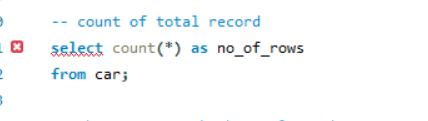 -- count of total record
select count(*) as no_of_rows
from car;